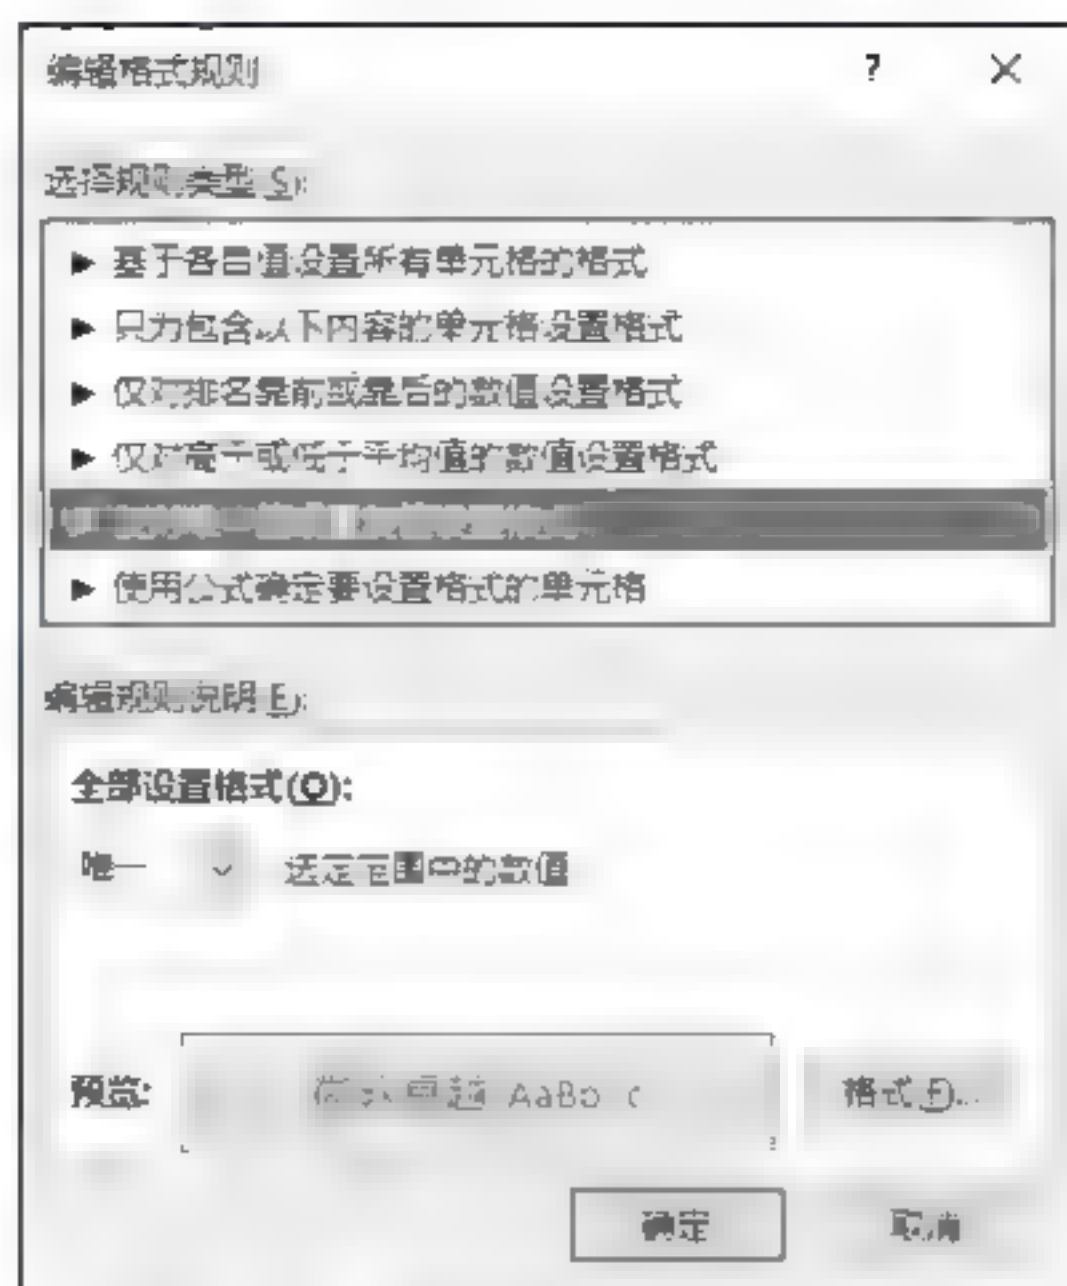 编辑格式规则 ? ×
选择规则类型(S):
► 基于各自值设置所有单元格的格式
► 只为包含以下内容的单元格设置格式
► 仅对排名靠前或靠后的数值设置格式
► 仅对高于或低于平均值的数值设置格式
► 使用公式确定要设置格式的单元格
编辑规则说明(E):
全部设置格式(O):
唯一 选定范围中的数值
预览: AaBb 格式(F)...
确定 取消